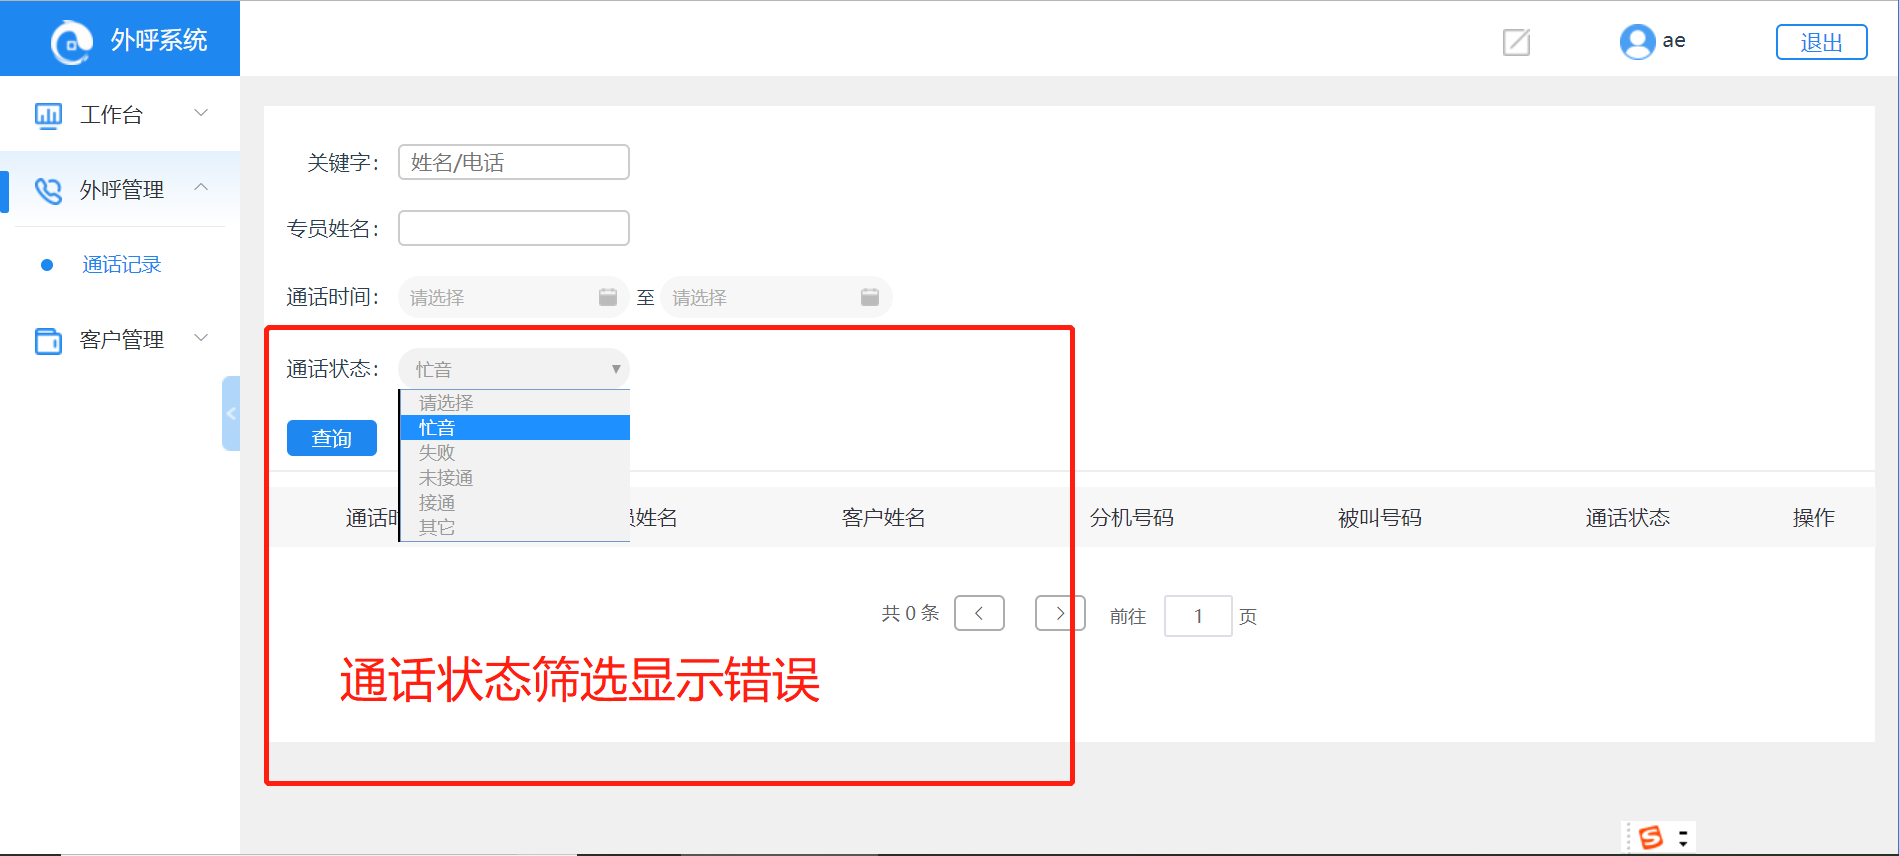 外呼系统
ae
退出
工作台
外呼管理
通话记录
客户管理
关键字：
姓名/电话
专员姓名：
通话时间：
请选择
至
请选择
通话状态：
忙音
请选择
忙音
失败
未接通
接通
其它
查询
通话
姓名
客户姓名
分机号码
被叫号码
通话状态
操作
共 0 条
前往
1
页
通话状态筛选显示错误